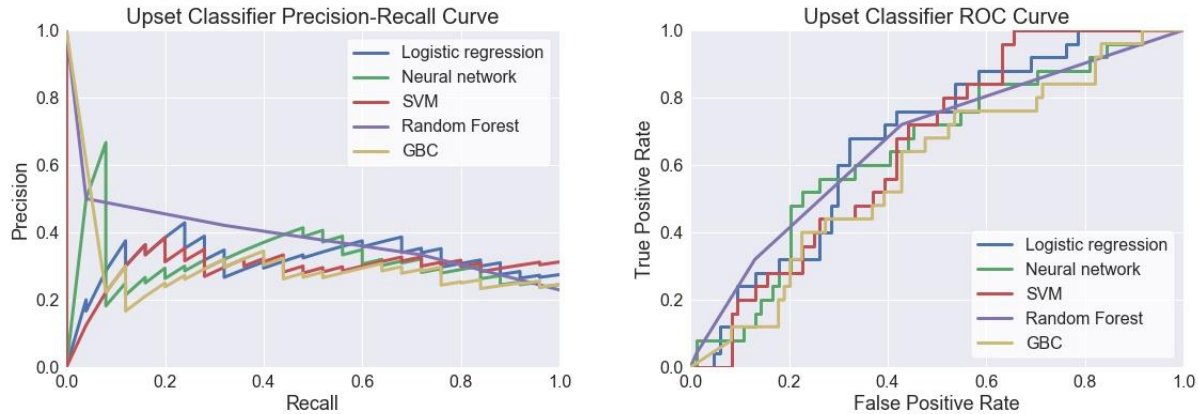 Upset Classifier Precision-Recall Curve
1.0
0.8
0.6
0.4
0.2
0.0
Precision
Logistic regression
Neural network
SVM
Random Forest
GBC
0.0 0.2 0.4 0.6 0.8 1.0
Recall
Upset Classifier ROC Curve
1.0
0.8
0.6
0.4
0.2
0.0
True Positive Rate
Logistic regression
Neural network
SVM
Random Forest
GBC
0.0 0.2 0.4 0.6 0.8 1.0
False Positive Rate